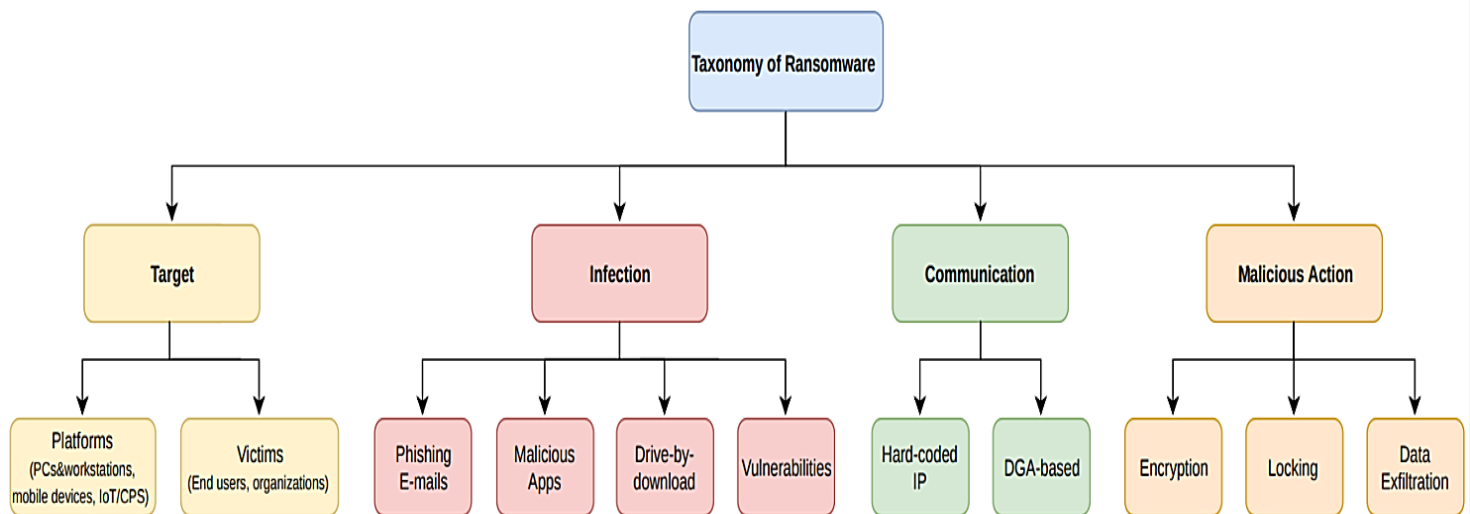 Taxonomy of Ransomware
Target
Infection
Communication
Malicious Action
Platforms
(PCs&workstations,
mobile devices, IoT/CPS)
Victims
(End users, organizations)
Phishing
E-mails
Malicious
Apps
Drive-by-
download
Vulnerabilities
Hard-coded
IP
DGA-based
Encryption
Locking
Data
Exfiltration